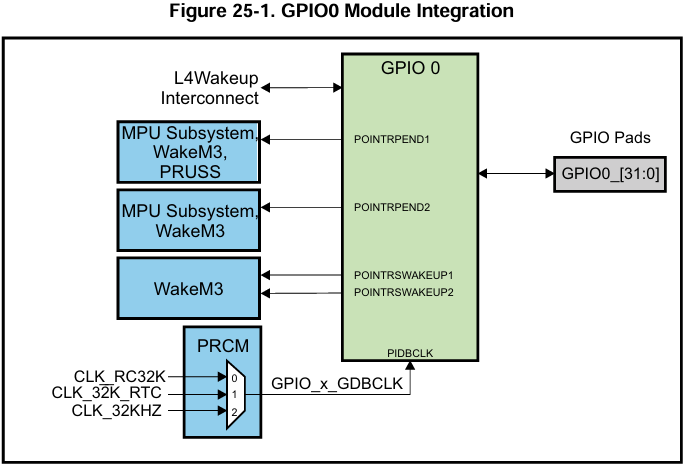 Figure 25-1. GPIO0 Module Integration
GPIO 0
L4Wakeup
Interconnect
MPU Subsystem,
WakeM3,
PRUSS
POINTRPEND1
GPIO Pads
GPIO0_[31:0]
MPU Subsystem,
WakeM3
POINTRPEND2
WakeM3
POINTRSWAKEUP1
POINTRSWAKEUP2
PRCM
PIDBCLK
CLK_RC32K
0
GPIO_x_GDBCLK
CLK_32K_RTC
1
CLK_32KHZ
2